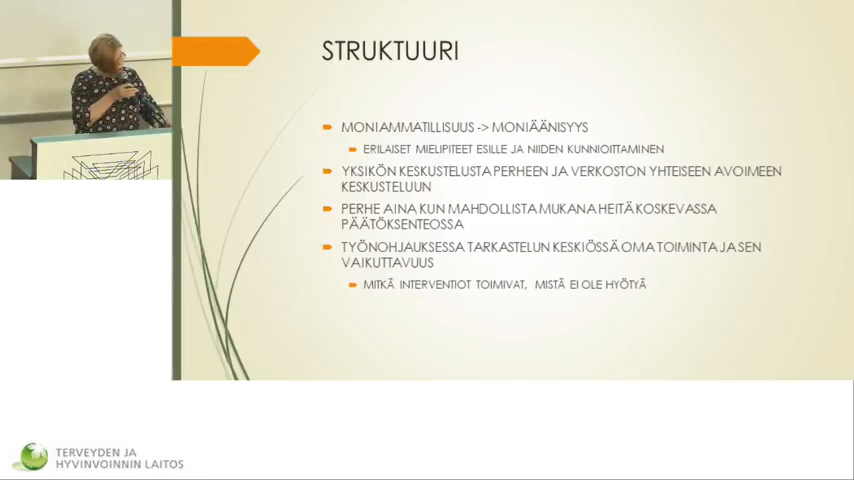 STRUKTUURI
MONIAMMATILLISUUS -> MONIÄÄNISYYS
ERILAISET MIELIPITEET ESILLE JA NIIDEN KUNNIOITTAMINEN
YKSIKÖN KESKUSTELUSTA PERHEEN JA VERKOSTON YHTEISEEN AVOIMEEN
KESKUSTELUUN
PERHE AINA KUN MAHDOLLISTA MUKANA HEITÄ KOSKEVASSA
PÄÄTÖKSENTEOSSA
TYÖNOHJAUKSESSA TARKASTELUN KESKIÖSSÄ OMA TOIMINTA JA SEN
VAIKUTTAVUUS
MITKÄ INTERVENTIOT TOIMIVAT, MISTÄ EI OLE HYÖTYÄ
TERVEYDEN JA
HYVINVOINNIN LAITOS